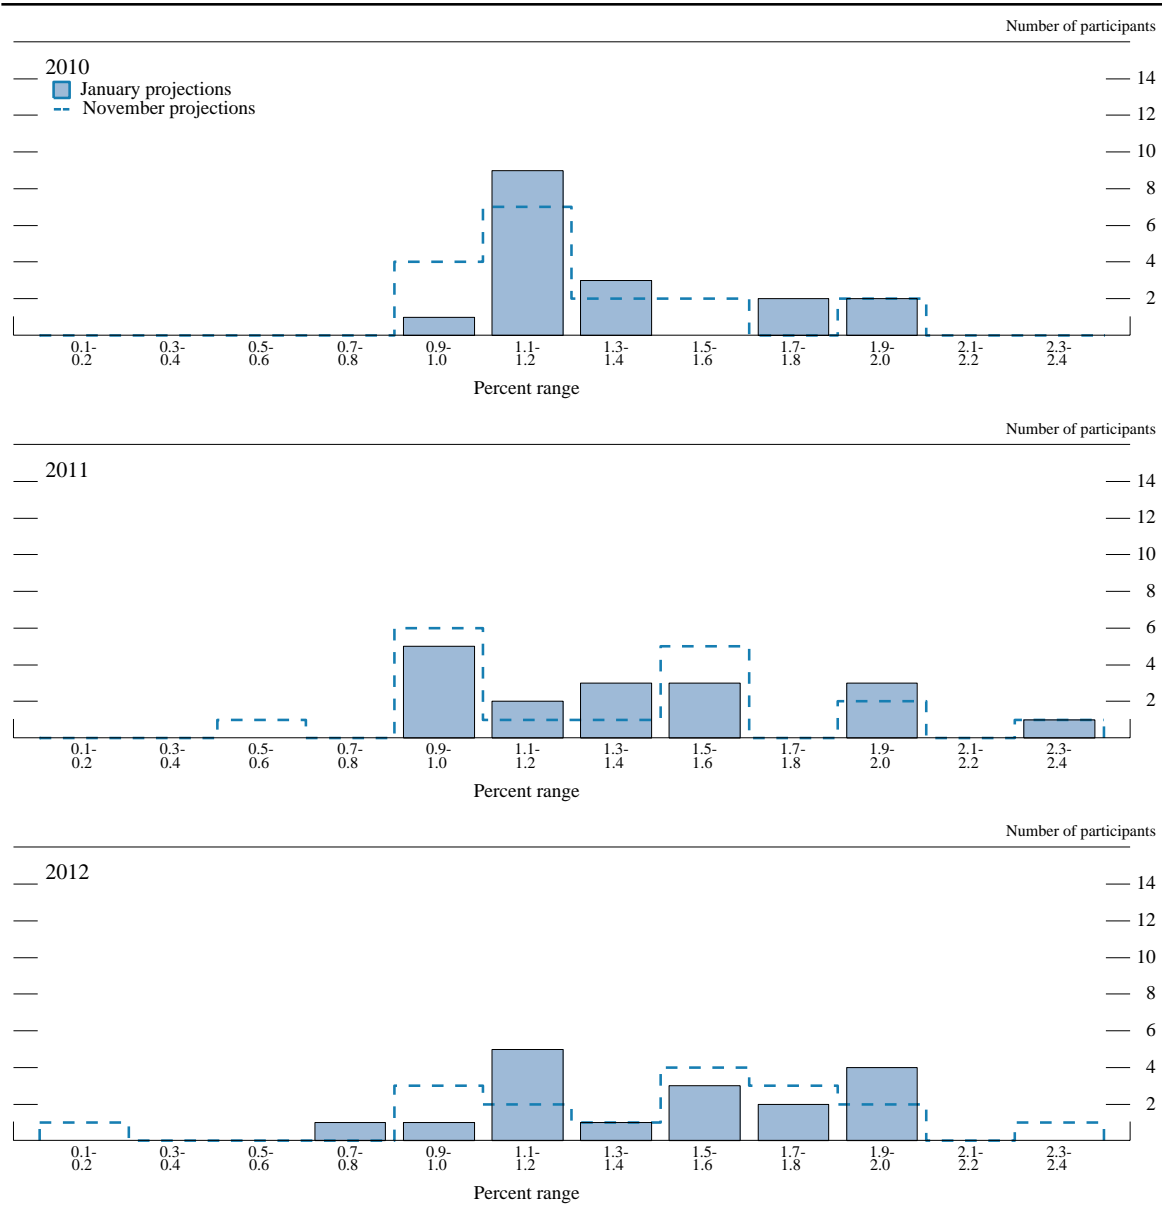 Number of participants
2010
January projections
November projections
14
12
10
8
6
4
2
0.1- 0.3- 0.5- 0.7- 0.9- 1.1- 1.3- 1.5- 1.7- 1.9- 2.1- 2.3-
0.2 0.4 0.6 0.8 1.0 1.2 1.4 1.6 1.8 2.0 2.2 2.4
Percent range
Number of participants
2011
14
12
10
8
6
4
2
0.1- 0.3- 0.5- 0.7- 0.9- 1.1- 1.3- 1.5- 1.7- 1.9- 2.1- 2.3-
0.2 0.4 0.6 0.8 1.0 1.2 1.4 1.6 1.8 2.0 2.2 2.4
Percent range
Number of participants
2012
14
12
10
8
6
4
2
0.1- 0.3- 0.5- 0.7- 0.9- 1.1- 1.3- 1.5- 1.7- 1.9- 2.1- 2.3-
0.2 0.4 0.6 0.8 1.0 1.2 1.4 1.6 1.8 2.0 2.2 2.4
Percent range